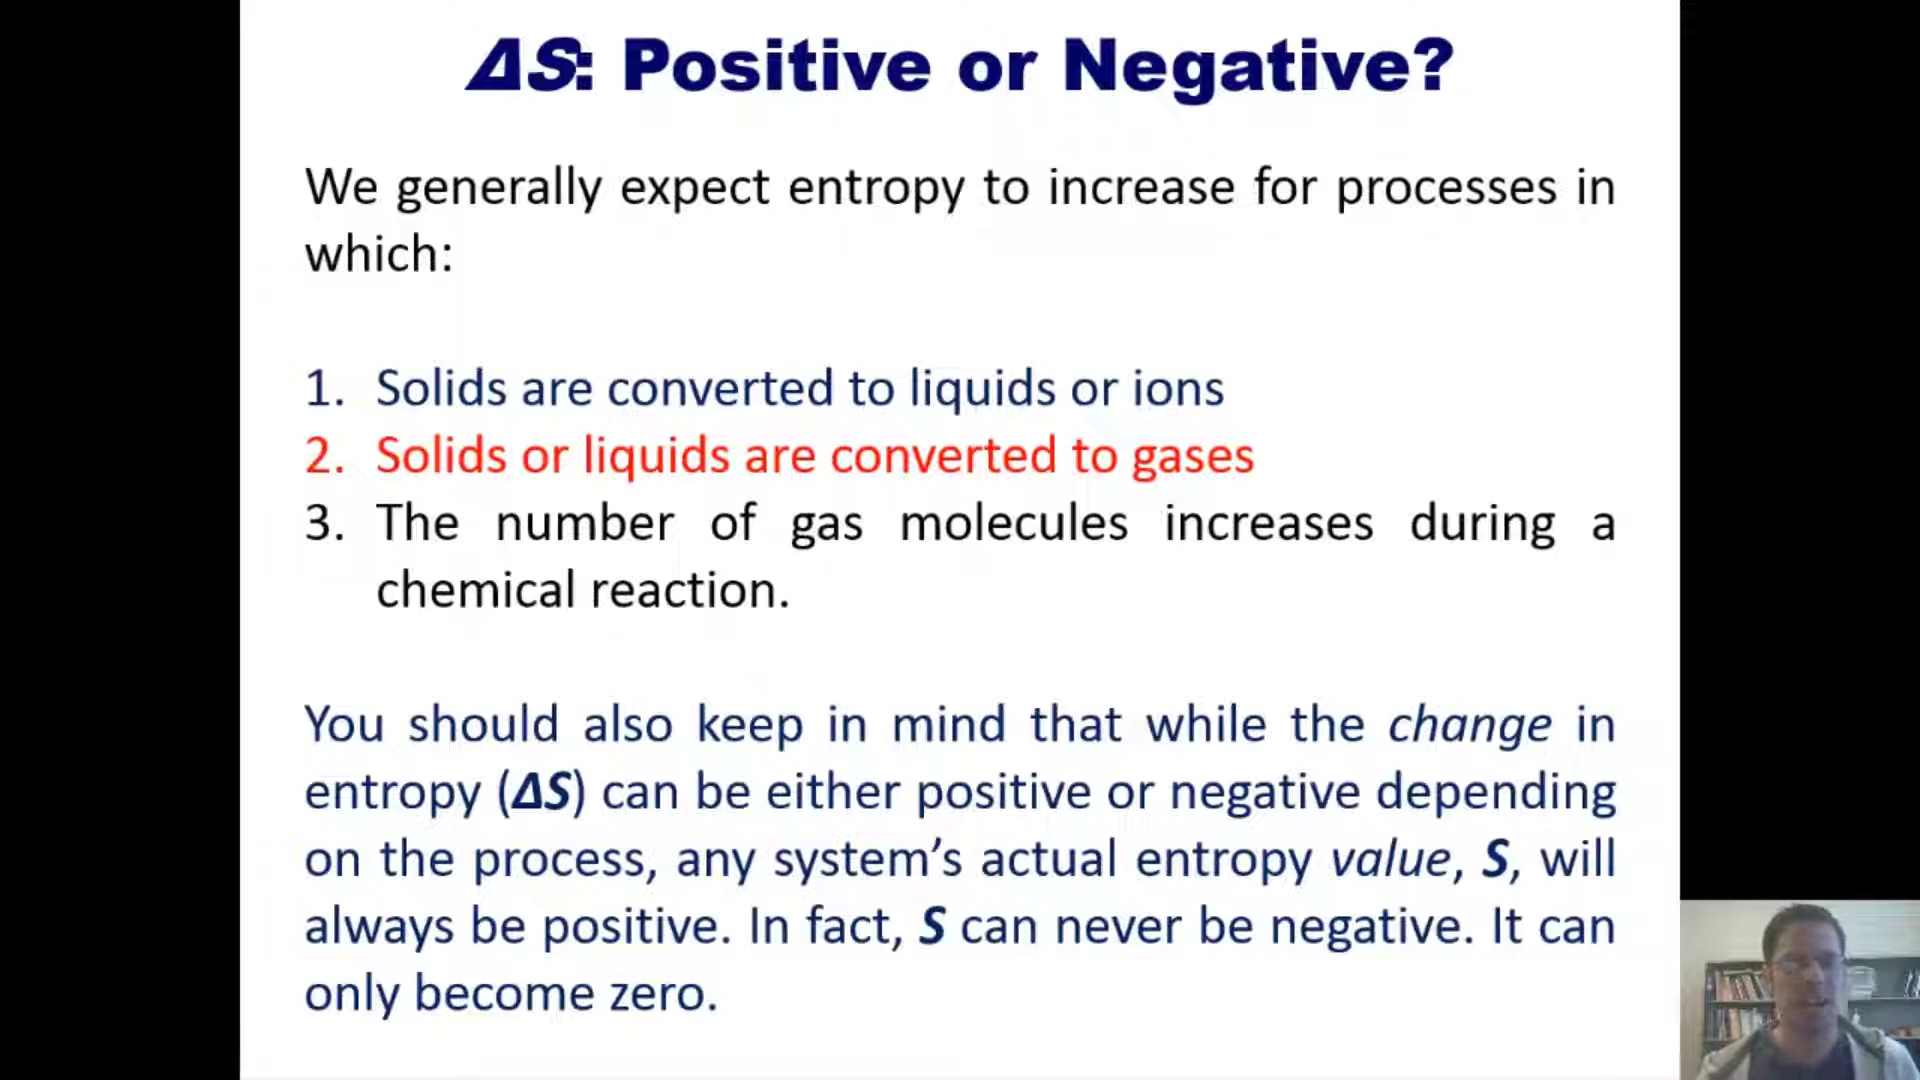 ΔS: Positive or Negative?
We generally expect entropy to increase for processes in
which:
1. Solids are converted to liquids or ions
2. Solids or liquids are converted to gases
3. The number of gas molecules increases during a
chemical reaction.
You should also keep in mind that while the change in
entropy (ΔS) can be either positive or negative depending
on the process, any system’s actual entropy value, S, will
always be positive. In fact, S can never be negative. It can
only become zero.